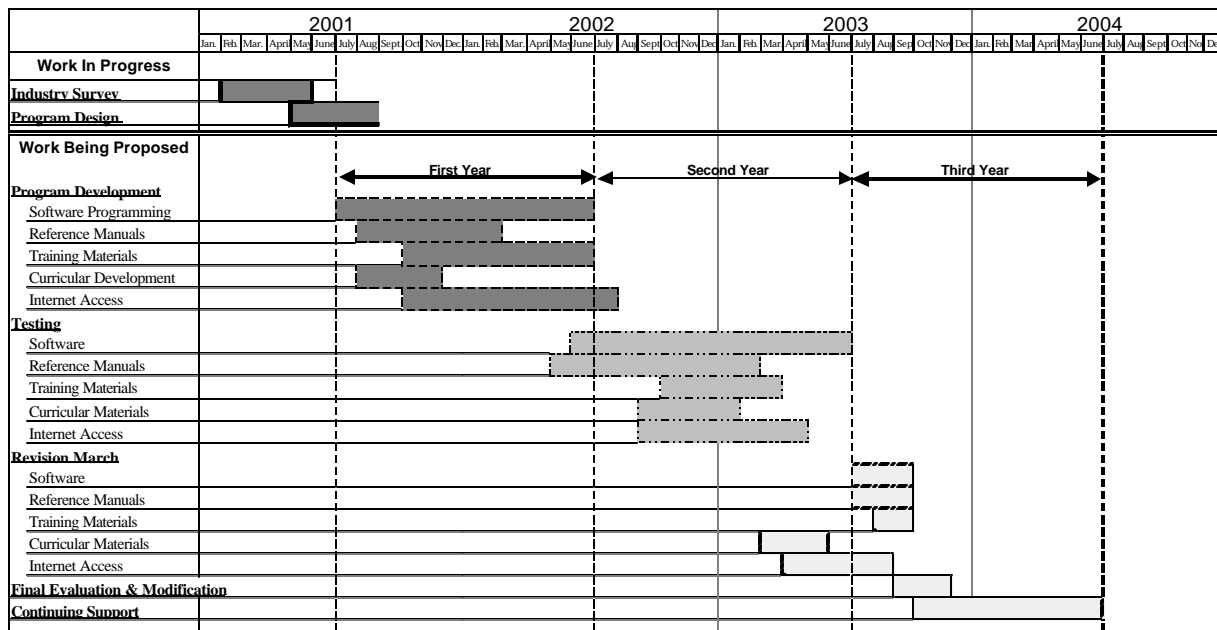 2001 2002 2003 2004
Jan. Feb. Mar. April May June July Aug Sept. Oct Nov Dec. Jan. Feb. Mar. April May June July Aug Sept Oct Nov Dec Jan. Feb. Mar. April May June July Aug Sep Oct Nov Dec Jan. Feb. Mar April May June July Aug Sept Oct No De
Work In Progress
Industry Survey
Program Design
Work Being Proposed
First Year Second Year Third Year
Program Development
Software Programming
Reference Manuals
Training Materials
Curricular Development
Internet Access
Testing
Software
Reference Manuals
Training Materials
Curricular Materials
Internet Access
Revision March
Software
Reference Manuals
Training Materials
Curricular Materials
Internet Access
Final Evaluation & Modification
Continuing Support